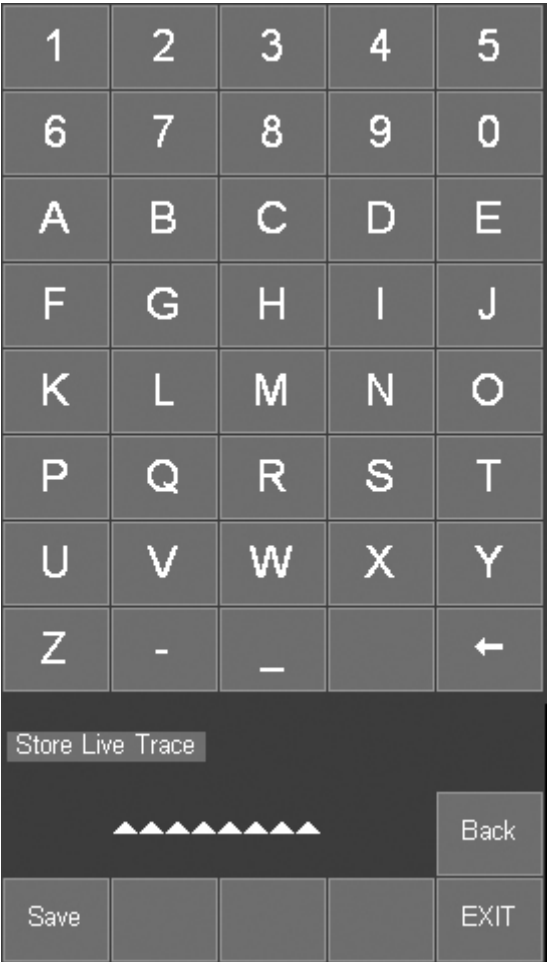 1 2 3 4 5
6 7 8 9 0
A B C D E
F G H I J
K L M N O
P Q R S T
U V W X Y
Z - _ ←
Store Live Trace
Back
Save EXIT